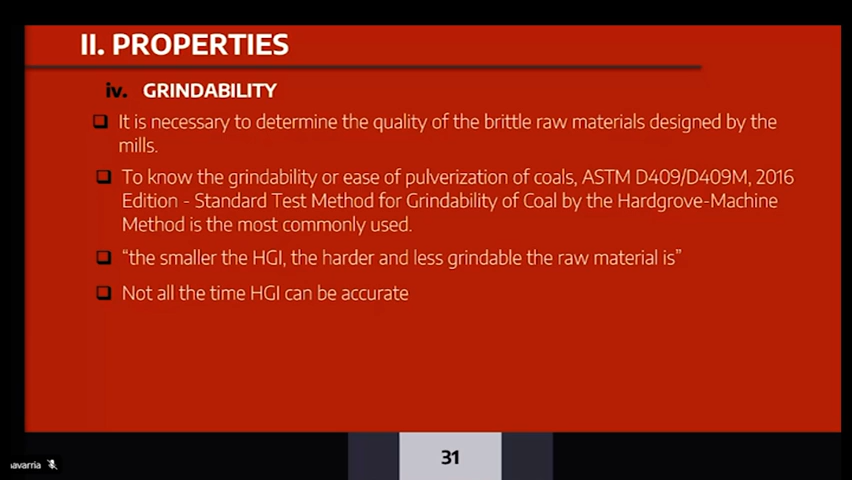 II. PROPERTIES
iv. GRINDABILITY
It is necessary to determine the quality of the brittle raw materials designed by the
mills.
To know the grindability or ease of pulverization of coals, ASTM D409/D409M, 2016
Edition - Standard Test Method for Grindability of Coal by the Hardgrove-Machine
Method is the most commonly used.
“the smaller the HGI, the harder and less grindable the raw material is”
Not all the time HGI can be accurate
31